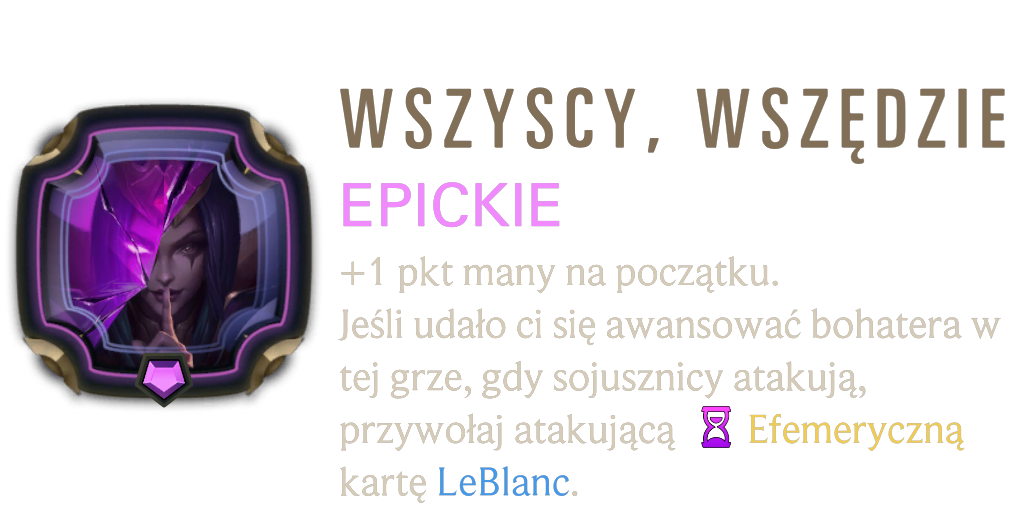 WSZYSCY, WSZĘDZIE
EPICKIE
+1 pkt many na początku.
Jeśli udało ci się awansować bohatera w
tej grze, gdy sojusznicy atakują,
przywołaj atakującą Efemeryczną
kartę LeBlanc.